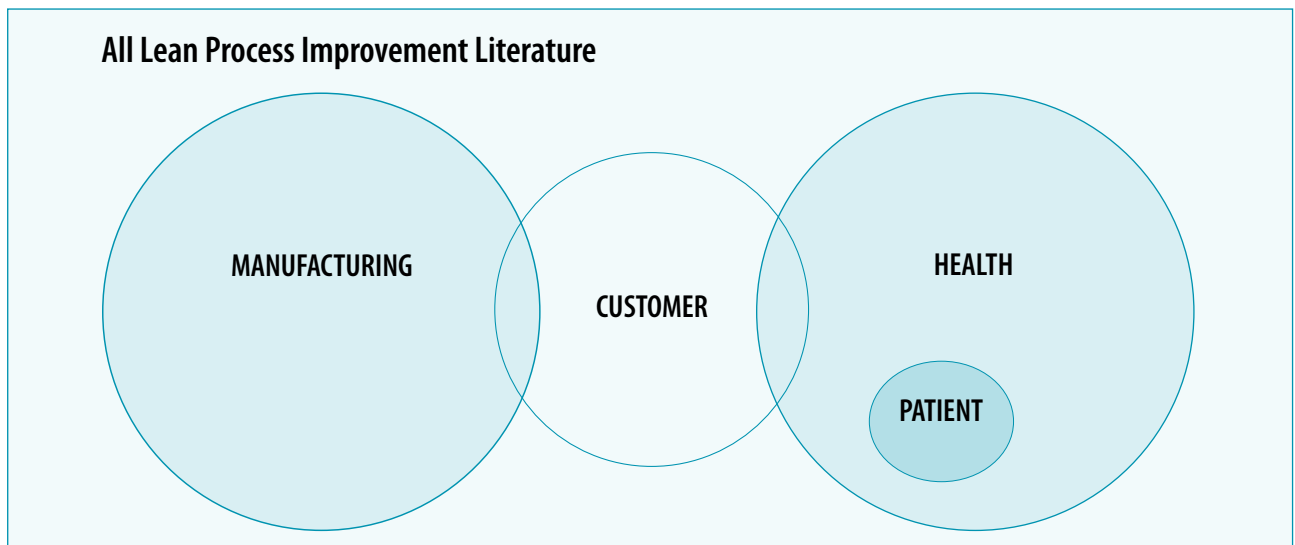 All Lean Process Improvement Literature
MANUFACTURING
CUSTOMER
HEALTH
PATIENT